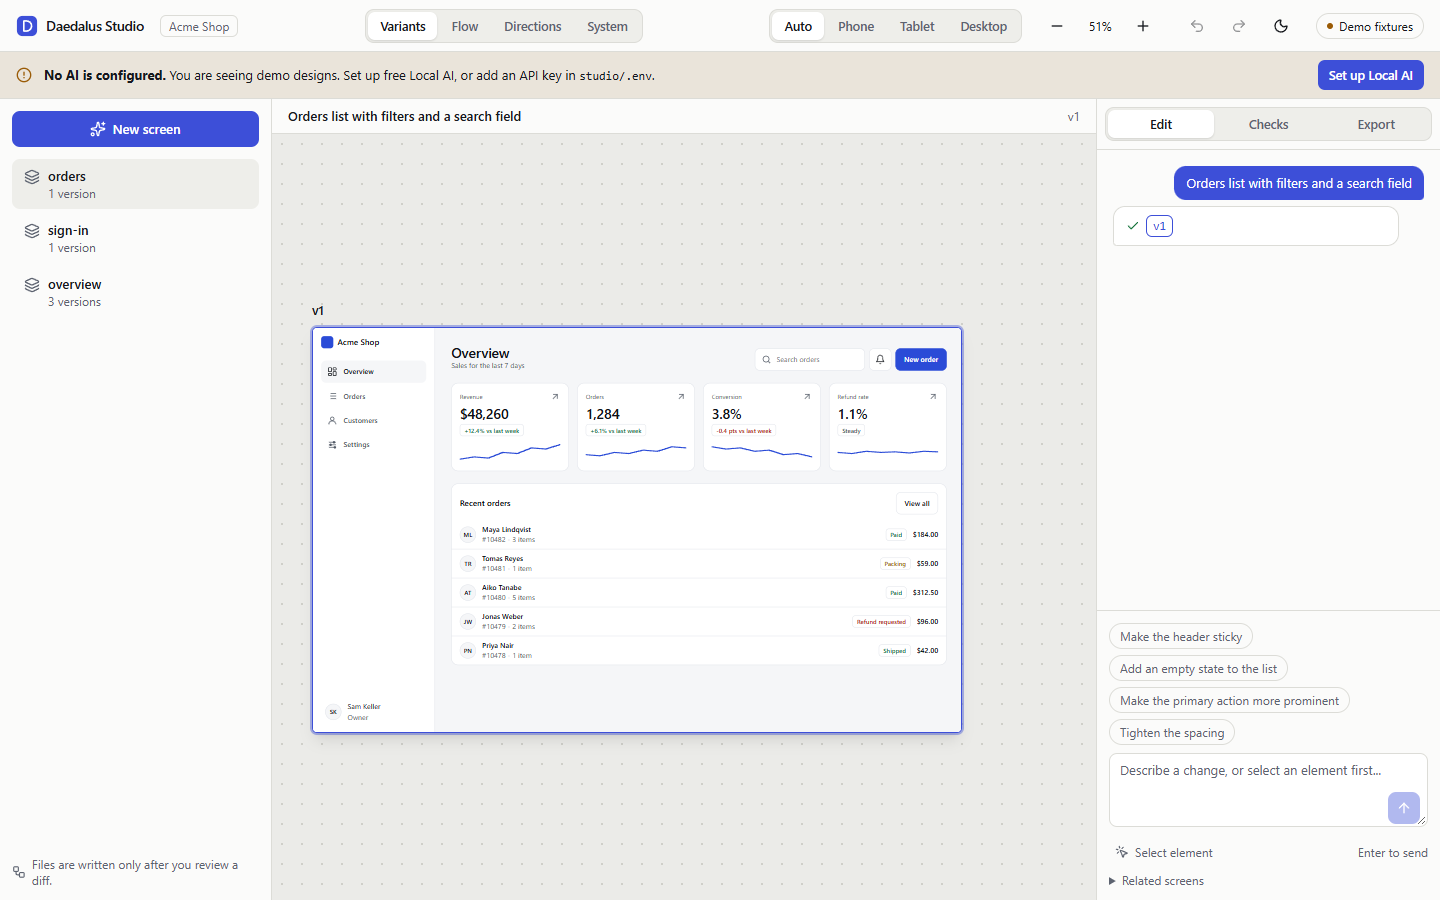 Daedalus Studio
Acme Shop
Variants
Flow
Directions
System
Auto
Phone
Tablet
Desktop
51%
Demo fixtures
No AI is configured. You are seeing demo designs. Set up free Local AI, or add an API key in studio/.env.
Set up Local AI
New screen
orders
1 version
sign-in
1 version
overview
3 versions
Files are written only after you review a
diff.
Orders list with filters and a search field
v1
v1
Acme Shop
Overview
Orders
Customers
Settings
SK
Sam Keller
Owner
Overview
Sales for the last 7 days
Search orders
New order
Revenue
$48,260
+12.4% vs last week
Orders
1,284
+6.1% vs last week
Conversion
3.8%
-0.4 pts vs last week
Refund rate
1.1%
Steady
Recent orders
View all
ML
Maya Lindqvist
#10482 · 3 items
Paid
$184.00
TR
Tomas Reyes
#10481 · 1 item
Packing
$59.00
AT
Aiko Tanabe
#10480 · 5 items
Paid
$312.50
JW
Jonas Weber
#10479 · 2 items
Refund requested
$96.00
PN
Priya Nair
#10478 · 1 item
Shipped
$42.00
Edit
Checks
Export
Orders list with filters and a search field
v1
Make the header sticky
Add an empty state to the list
Make the primary action more prominent
Tighten the spacing
Describe a change, or select an element first...
Select element
Enter to send
Related screens